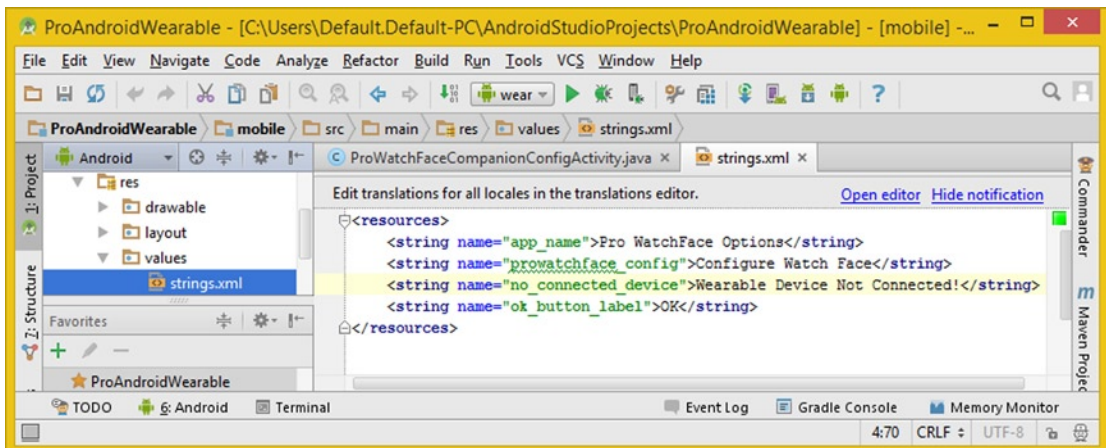 ProAndroidWearable - [C:\Users\Default.Default-PC\AndroidStudioProjects\ProAndroidWearable] - [mobile] -...
File Edit View Navigate Code Analyze Refactor Build Run Tools VCS Window Help
wear
ProAndroidWearable mobile src main res values strings.xml
1: Project
Android
ProWatchFaceCompanionConfigActivity.java
strings.xml
res
drawable
layout
values
strings.xml
Edit translations for all locales in the translations editor. Open editor Hide notification
<resources>
<string name="app_name">Pro WatchFace Options</string>
<string name="prowatchface_config">Configure Watch Face</string>
<string name="no_connected_device">Wearable Device Not Connected!</string>
<string name="ok_button_label">OK</string>
</resources>
Commander
Maven Projec
7: Structure
Favorites
ProAndroidWearable
TODO 6: Android Terminal Event Log Gradle Console Memory Monitor
4:70 CRLF UTF-8